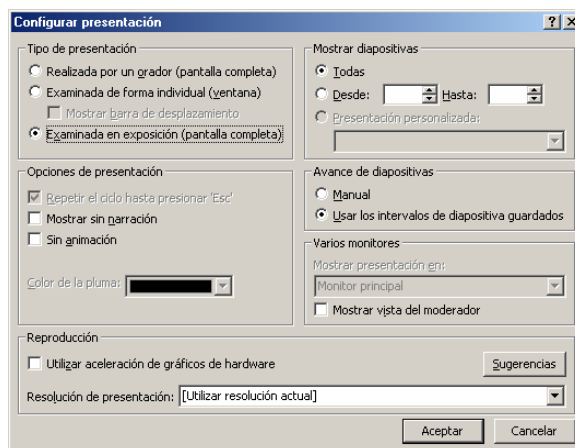 Configurar presentación
Tipo de presentación
Realizada por un orador (pantalla completa)
Examinada de forma individual (ventana)
Mostrar barra de desplazamiento
Examinada en exposición (pantalla completa)
Mostrar diapositivas
Todas
Desde: Hasta:
Presentación personalizada:
Opciones de presentación
Repetir el ciclo hasta presionar 'Esc'
Mostrar sin narración
Sin animación
Color de la pluma:
Avance de diapositivas
Manual
Usar los intervalos de diapositiva guardados
Varios monitores
Mostrar presentación en:
Monitor principal
Mostrar vista del moderador
Reproducción
Utilizar aceleración de gráficos de hardware
Sugerencias
Resolución de presentación: [Utilizar resolución actual]
Aceptar Cancelar